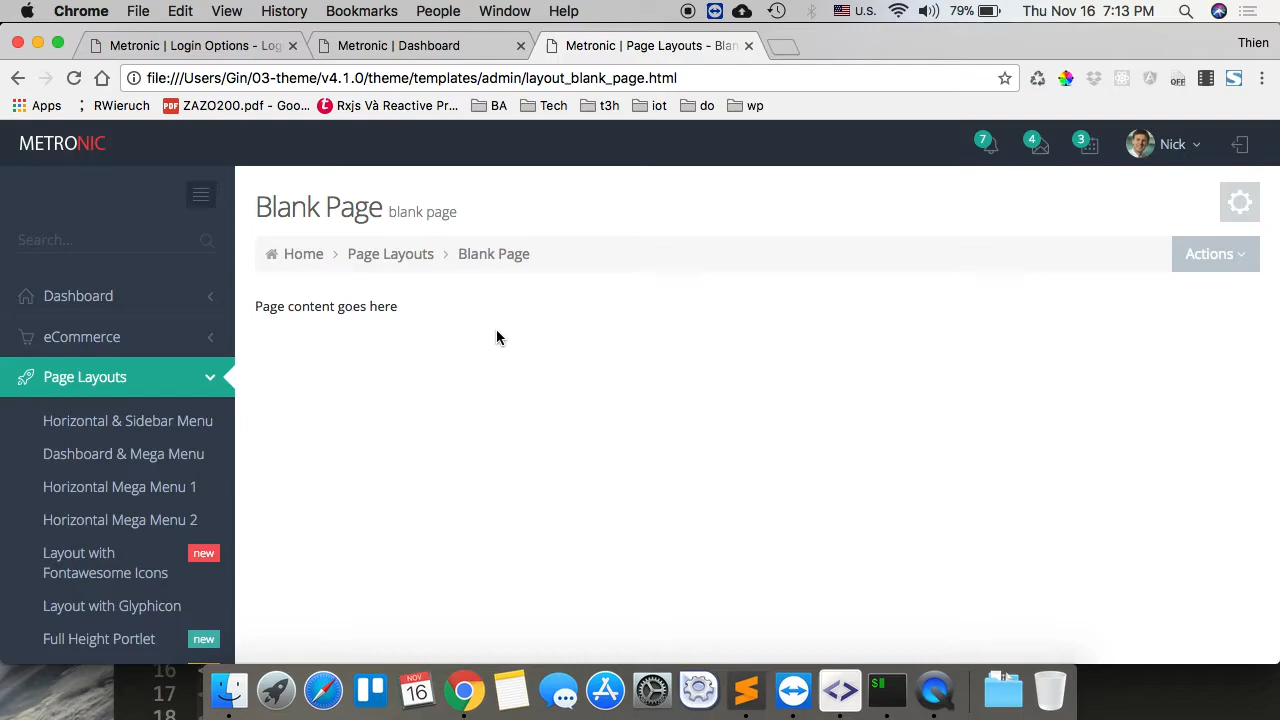 Chrome File Edit View History Bookmarks People Window Help U.S. 79% Thu Nov 16 7:13 PM
Metronic | Login Options - Log Metronic | Dashboard Metronic | Page Layouts - Blan Thien
file:///Users/Gin/03-theme/v4.1.0/theme/templates/admin/layout_blank_page.html
Apps RWieruch ZAZO200.pdf - Goo... Rxjs Và Reactive Pr... BA Tech t3h iot do wp
METRONIC 7 4 3 Nick
Blank Page blank page
Search...
Home Page Layouts Blank Page Actions
Dashboard
Page content goes here
eCommerce
Page Layouts
Horizontal & Sidebar Menu
Dashboard & Mega Menu
Horizontal Mega Menu 1
Horizontal Mega Menu 2
Layout with new
Fontawesome Icons
Layout with Glyphicon
Full Height Portlet new
16
17
18
NOV
16